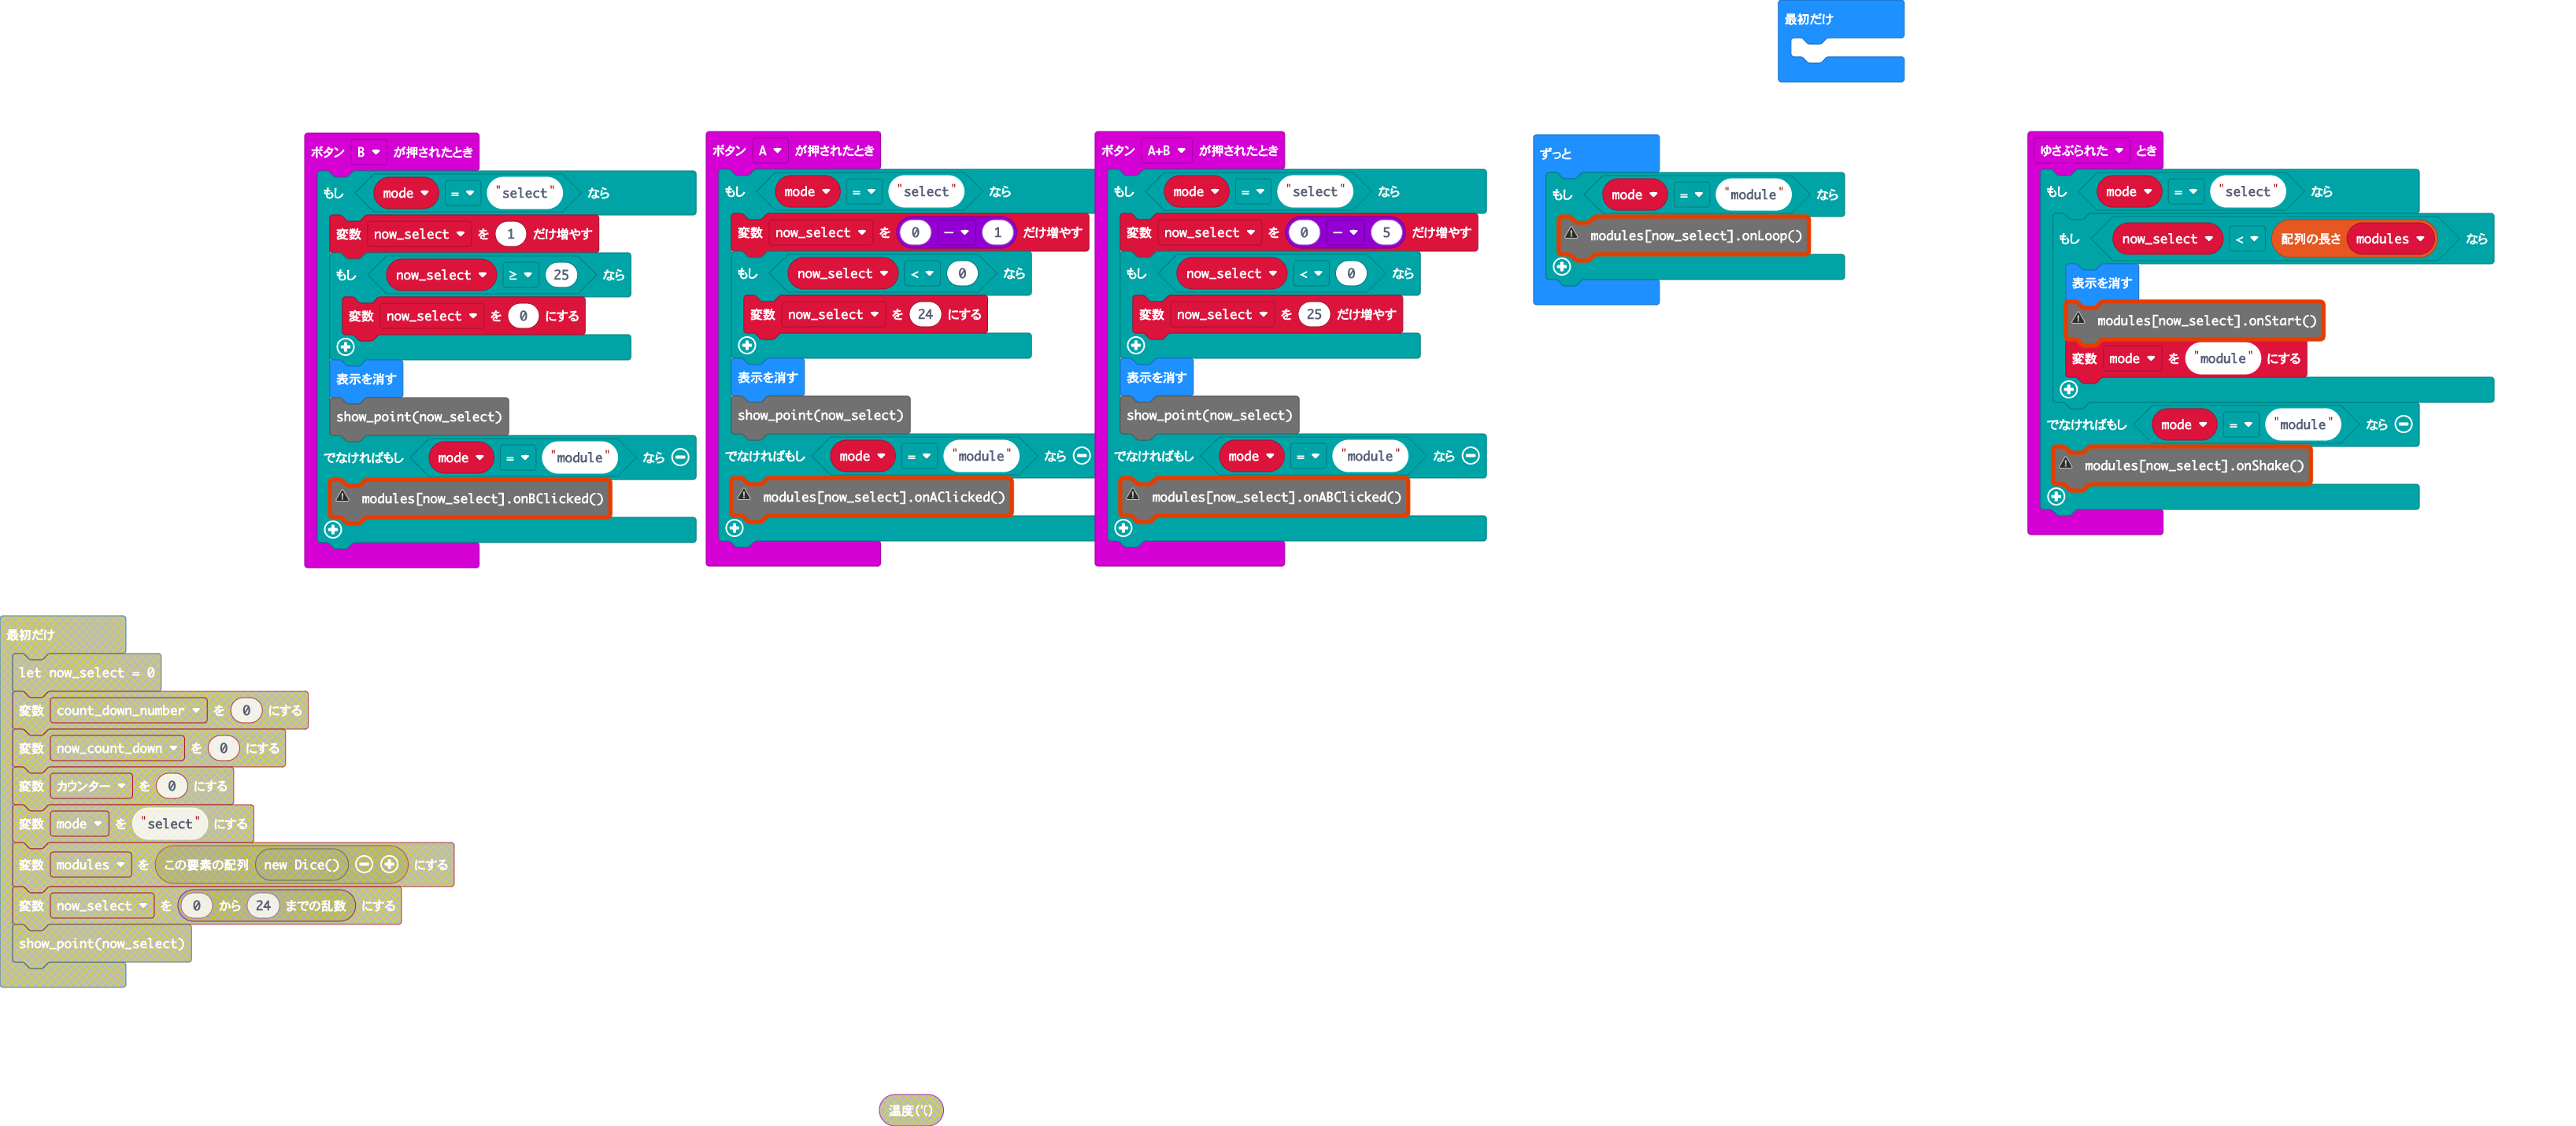 最初だけ
ボタン B が押されたとき
もし mode = "select" なら
変数 now_select を 1 だけ増やす
もし now_select ≥ 25 なら
変数 now_select を 0 にする
表示を消す
show_point(now_select)
でなければもし mode = "module" なら
modules[now_select].onBClicked()
ボタン A が押されたとき
もし mode = "select" なら
変数 now_select を 0 - 1 だけ増やす
もし now_select < 0 なら
変数 now_select を 24 にする
表示を消す
show_point(now_select)
でなければもし mode = "module" なら
modules[now_select].onAClicked()
ボタン A+B が押されたとき
もし mode = "select" なら
変数 now_select を 0 - 5 だけ増やす
もし now_select < 0 なら
変数 now_select を 25 だけ増やす
表示を消す
show_point(now_select)
でなければもし mode = "module" なら
modules[now_select].onABClicked()
ずっと
もし mode = "module" なら
modules[now_select].onLoop()
ゆさぶられた とき
もし mode = "select" なら
もし now_select < 配列の長さ modules なら
表示を消す
modules[now_select].onStart()
変数 mode を "module" にする
でなければもし mode = "module" なら
modules[now_select].onShake()
最初だけ
let now_select = 0
変数 count_down_number を 0 にする
変数 now_count_down を 0 にする
変数 カウンター を 0 にする
変数 mode を "select" にする
変数 modules を この要素の配列 new Dice() にする
変数 now_select を 0 から 24 までの乱数 にする
show_point(now_select)
温度(℃)